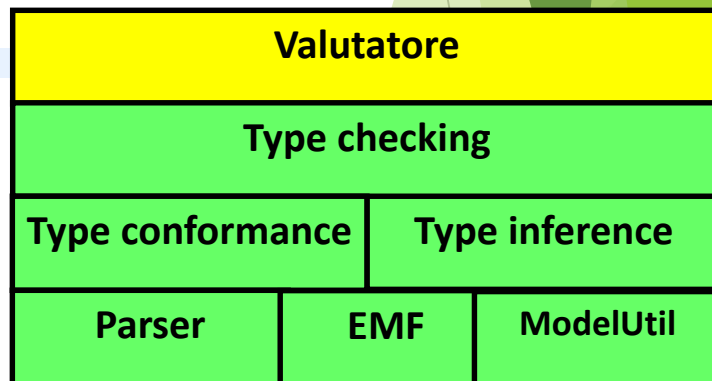 Valutatore
Type checking
Type conformance Type inference
Parser EMF ModelUtil